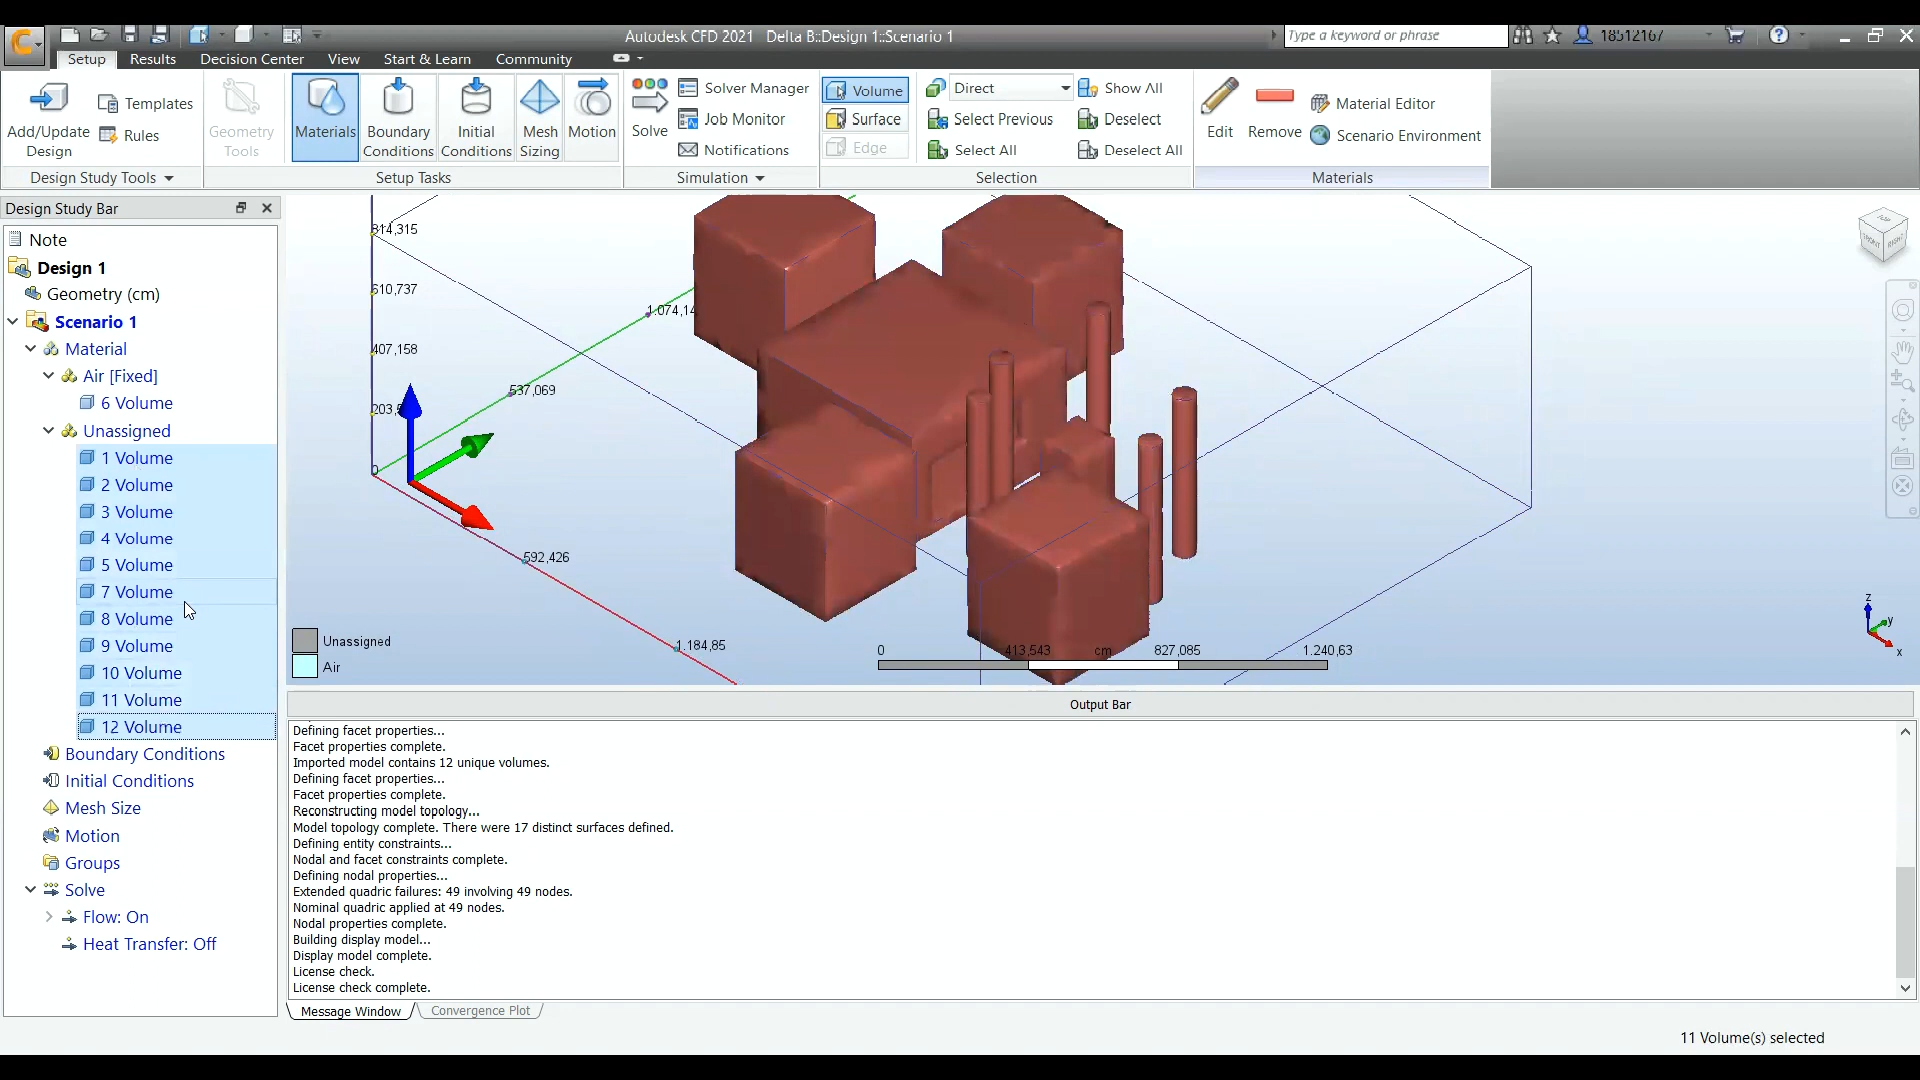 Autodesk CFD 2021   Delta B::Design 1::Scenario 1
Type a keyword or phrase
18512167
Setup
Results
Decision Center
View
Start & Learn
Community
Add/Update Design
Templates
Rules
Geometry Tools
Materials
Boundary Conditions
Initial Conditions
Mesh Sizing
Motion
Solve
Solver Manager
Job Monitor
Notifications
Volume
Surface
Edge
Direct
Select Previous
Select All
Show All
Deselect
Deselect All
Edit
Remove
Material Editor
Scenario Environment
Design Study Tools
Setup Tasks
Simulation
Selection
Materials
Design Study Bar
Note
Design 1
Geometry (cm)
Scenario 1
Material
Air [Fixed]
6 Volume
Unassigned
1 Volume
2 Volume
3 Volume
4 Volume
5 Volume
7 Volume
8 Volume
9 Volume
10 Volume
11 Volume
12 Volume
Boundary Conditions
Initial Conditions
Mesh Size
Motion
Groups
Solve
Flow: On
Heat Transfer: Off
814,315
610,737
407,158
203,5
0
1.074,14
537,069
592,426
1.184,85
TOP
FRONT
RIGHT
z
y
x
Unassigned
Air
0
413,543
cm
827,085
1.240,63
Output Bar
Defining facet properties...
Facet properties complete.
Imported model contains 12 unique volumes.
Defining facet properties...
Facet properties complete.
Reconstructing model topology...
Model topology complete. There were 17 distinct surfaces defined.
Defining entity constraints...
Nodal and facet constraints complete.
Defining nodal properties...
Extended quadric failures: 49 involving 49 nodes.
Nominal quadric applied at 49 nodes.
Nodal properties complete.
Building display model...
Display model complete.
License check.
License check complete.
Message Window
Convergence Plot
11 Volume(s) selected